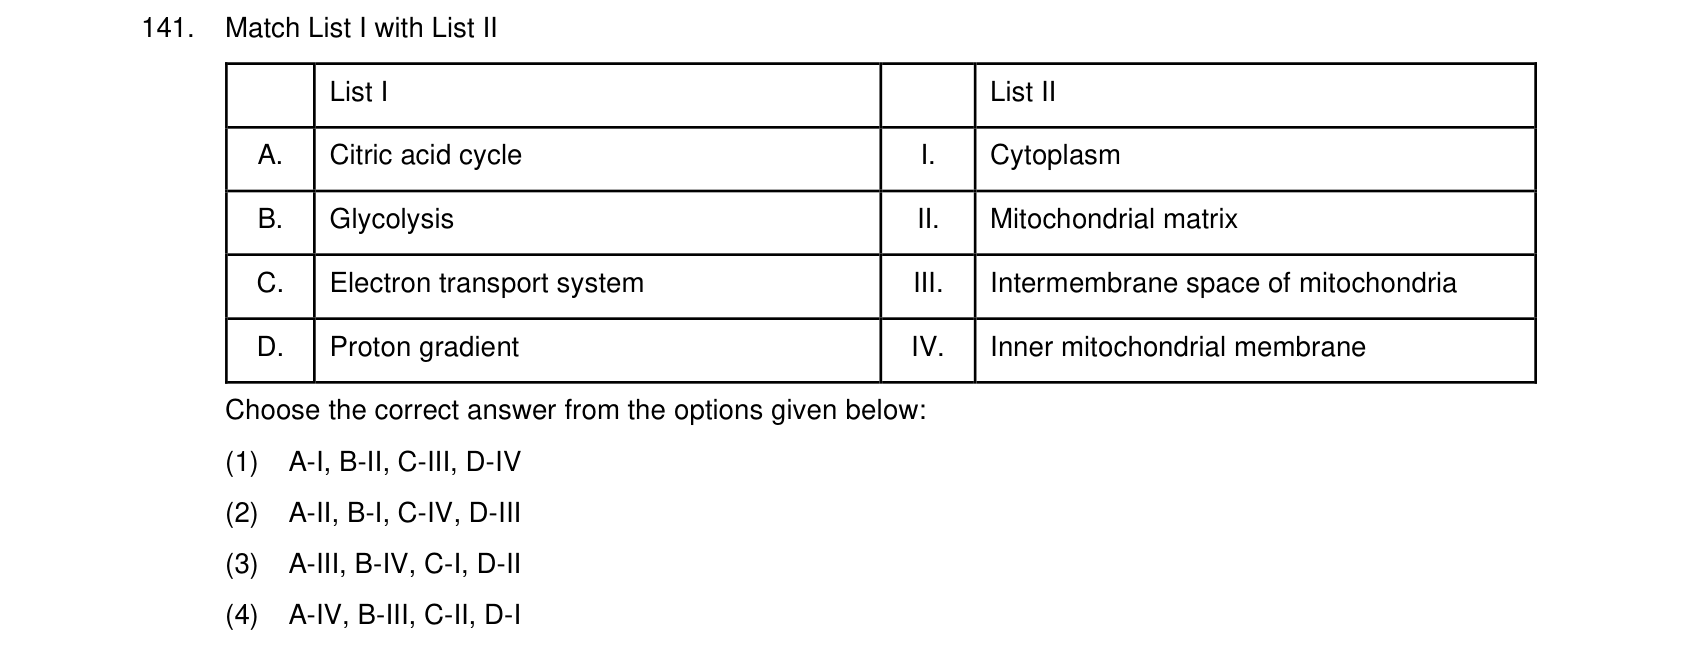 141. Match List I with List II
List I List II
A. Citric acid cycle I. Cytoplasm
B. Glycolysis II. Mitochondrial matrix
C. Electron transport system III. Intermembrane space of mitochondria
D. Proton gradient IV. Inner mitochondrial membrane
Choose the correct answer from the options given below:
(1) A-I, B-II, C-III, D-IV
(2) A-II, B-I, C-IV, D-III
(3) A-III, B-IV, C-I, D-II
(4) A-IV, B-III, C-II, D-I